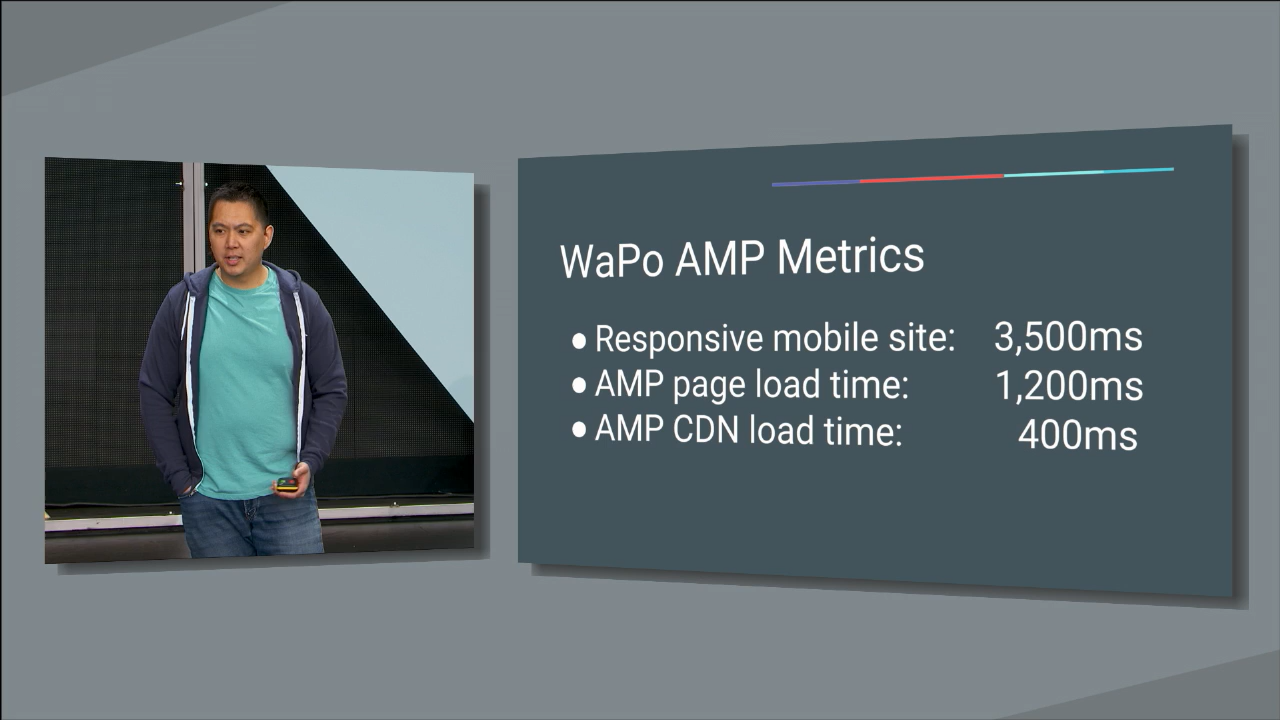 WaPo AMP Metrics
● Responsive mobile site: 3,500ms
● AMP page load time: 1,200ms
● AMP CDN load time: 400ms